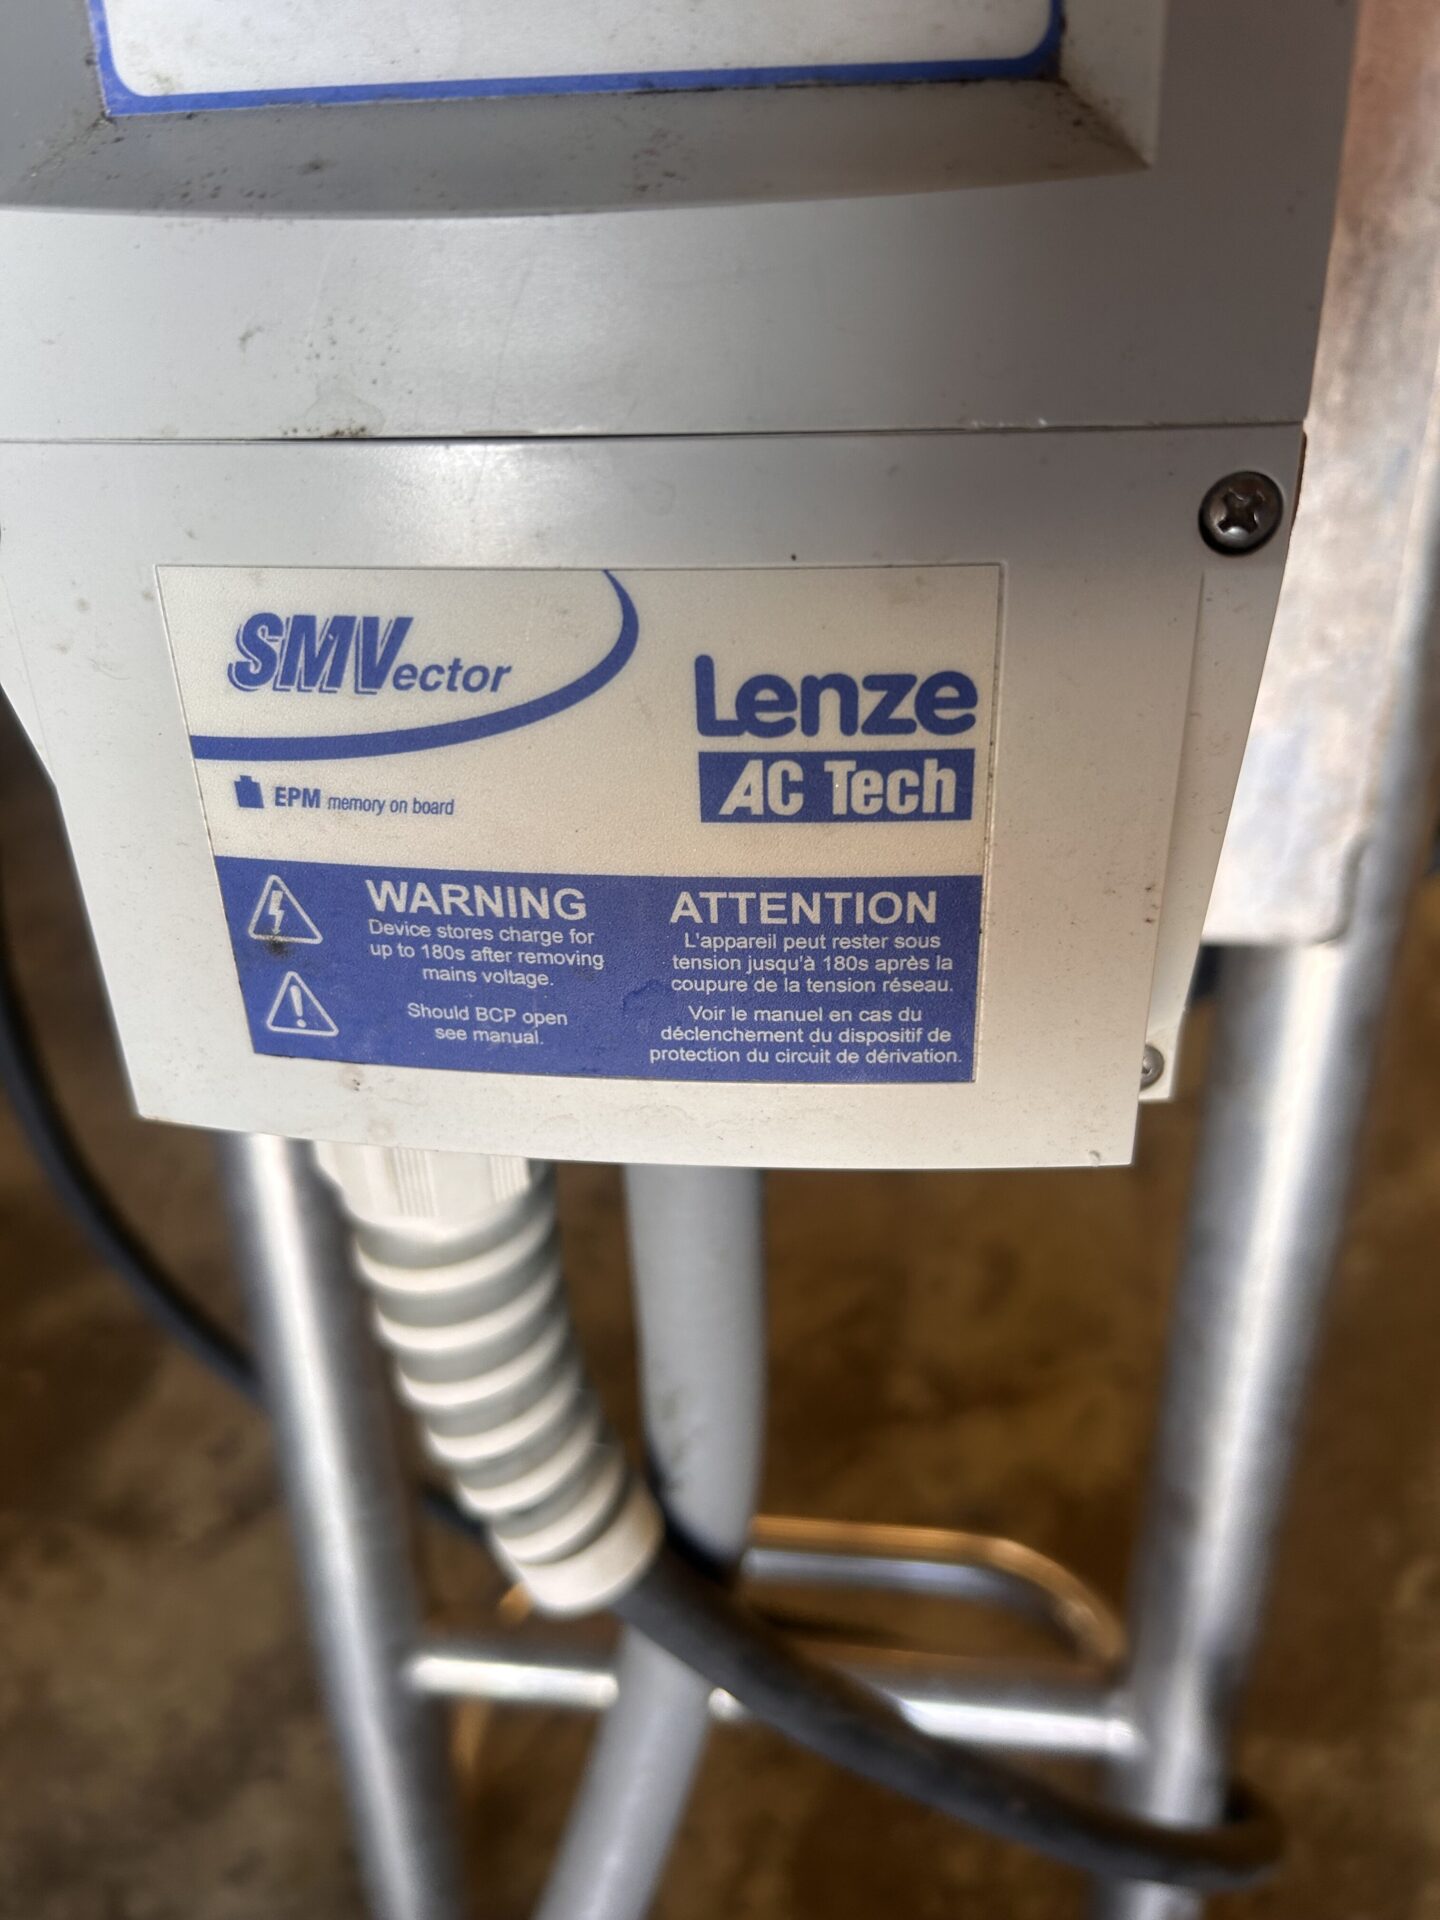 SMVector
Lenze
AC Tech
EPM memory on board
WARNING
Device stores charge for
up to 180s after removing
mains voltage.
Should BCP open
see manual.
ATTENTION
L'appareil peut rester sous
tension jusqu'à 180s après la
coupure de la tension réseau.
Voir le manuel en cas du
déclenchement du dispositif de
protection du circuit de dérivation.